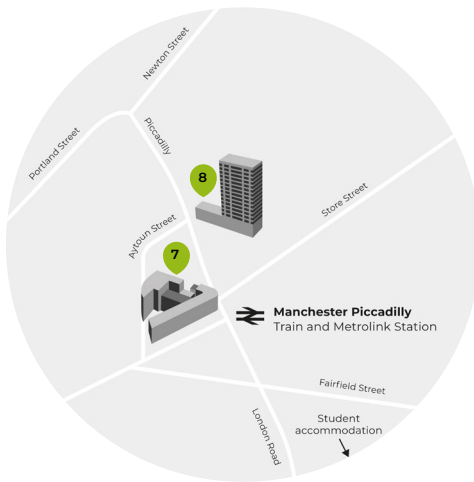 Newton Street
Portland Street
Piccadilly
8
Store Street
Aytoun Street
7
Manchester Piccadilly
Train and Metrolink Station
Fairfield Street
London Road
Student
accommodation